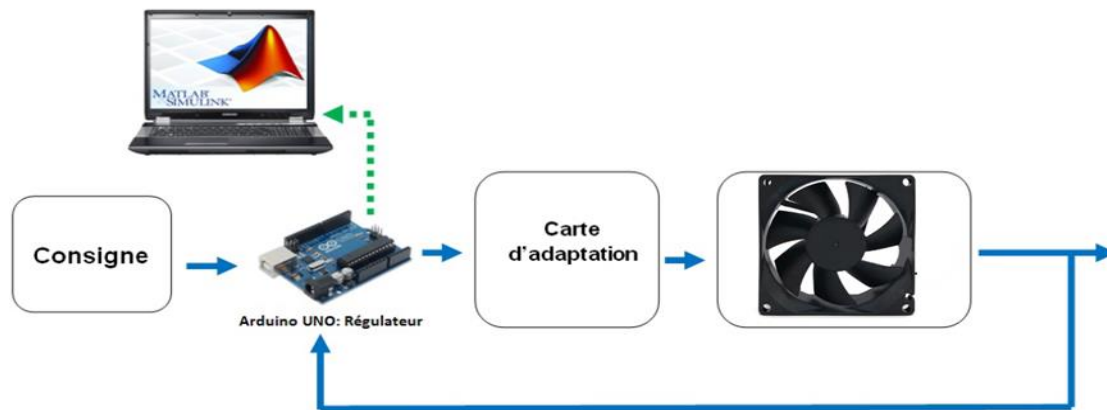 MATLAB
SIMULINK
Consigne
Carte
d'adaptation
Arduino UNO: Régulateur